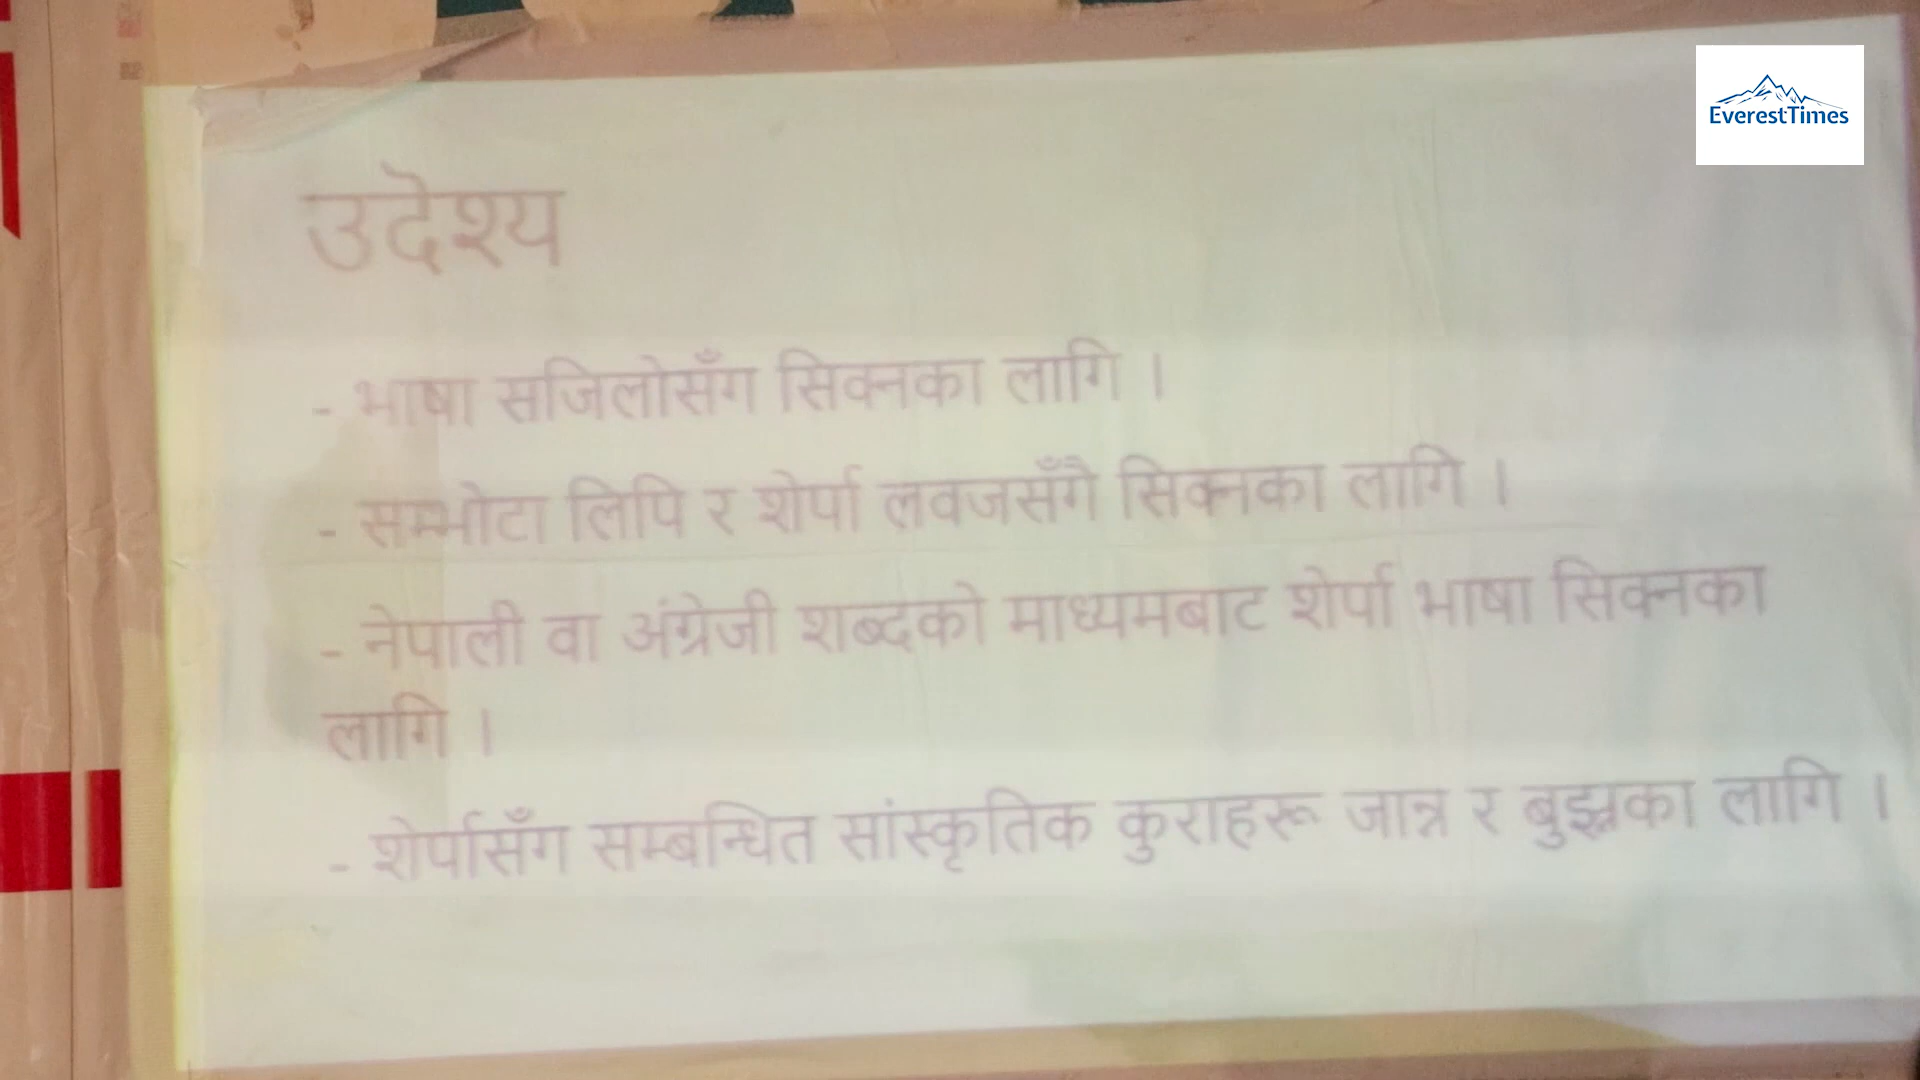 EverestTimes
उदेश्य
- भाषा सजिलोसँग सिक्नका लागि ।
- सम्भोटा लिपि र शेर्पा लवजसँगै सिक्नका लागि ।
- नेपाली वा अंग्रेजी शब्दको माध्यमबाट शेर्पा भाषा सिक्नका
लागि ।
- शेर्पासँग सम्बन्धित सांस्कृतिक कुराहरू जान्न र बुझ्नका लागि ।